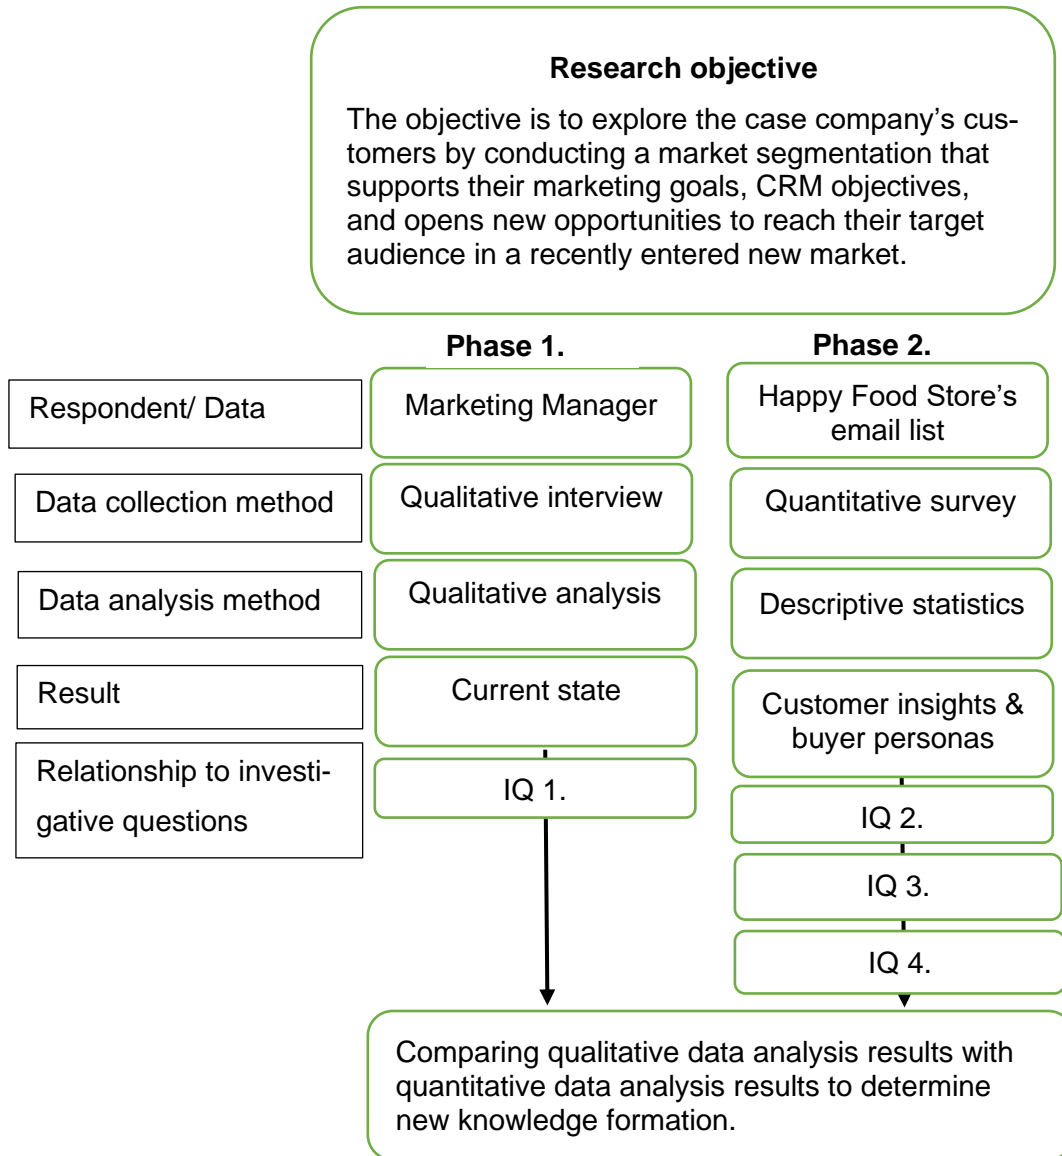 Research objective
The objective is to explore the case company’s cus-
tomers by conducting a market segmentation that
supports their marketing goals, CRM objectives,
and opens new opportunities to reach their target
audience in a recently entered new market.
Phase 1.
Phase 2.
Respondent/ Data
Marketing Manager
Happy Food Store’s
email list
Data collection method
Qualitative interview
Quantitative survey
Data analysis method
Qualitative analysis
Descriptive statistics
Result
Current state
Customer insights &
buyer personas
Relationship to investi-
gative questions
IQ 1.
IQ 2.
IQ 3.
IQ 4.
Comparing qualitative data analysis results with
quantitative data analysis results to determine
new knowledge formation.